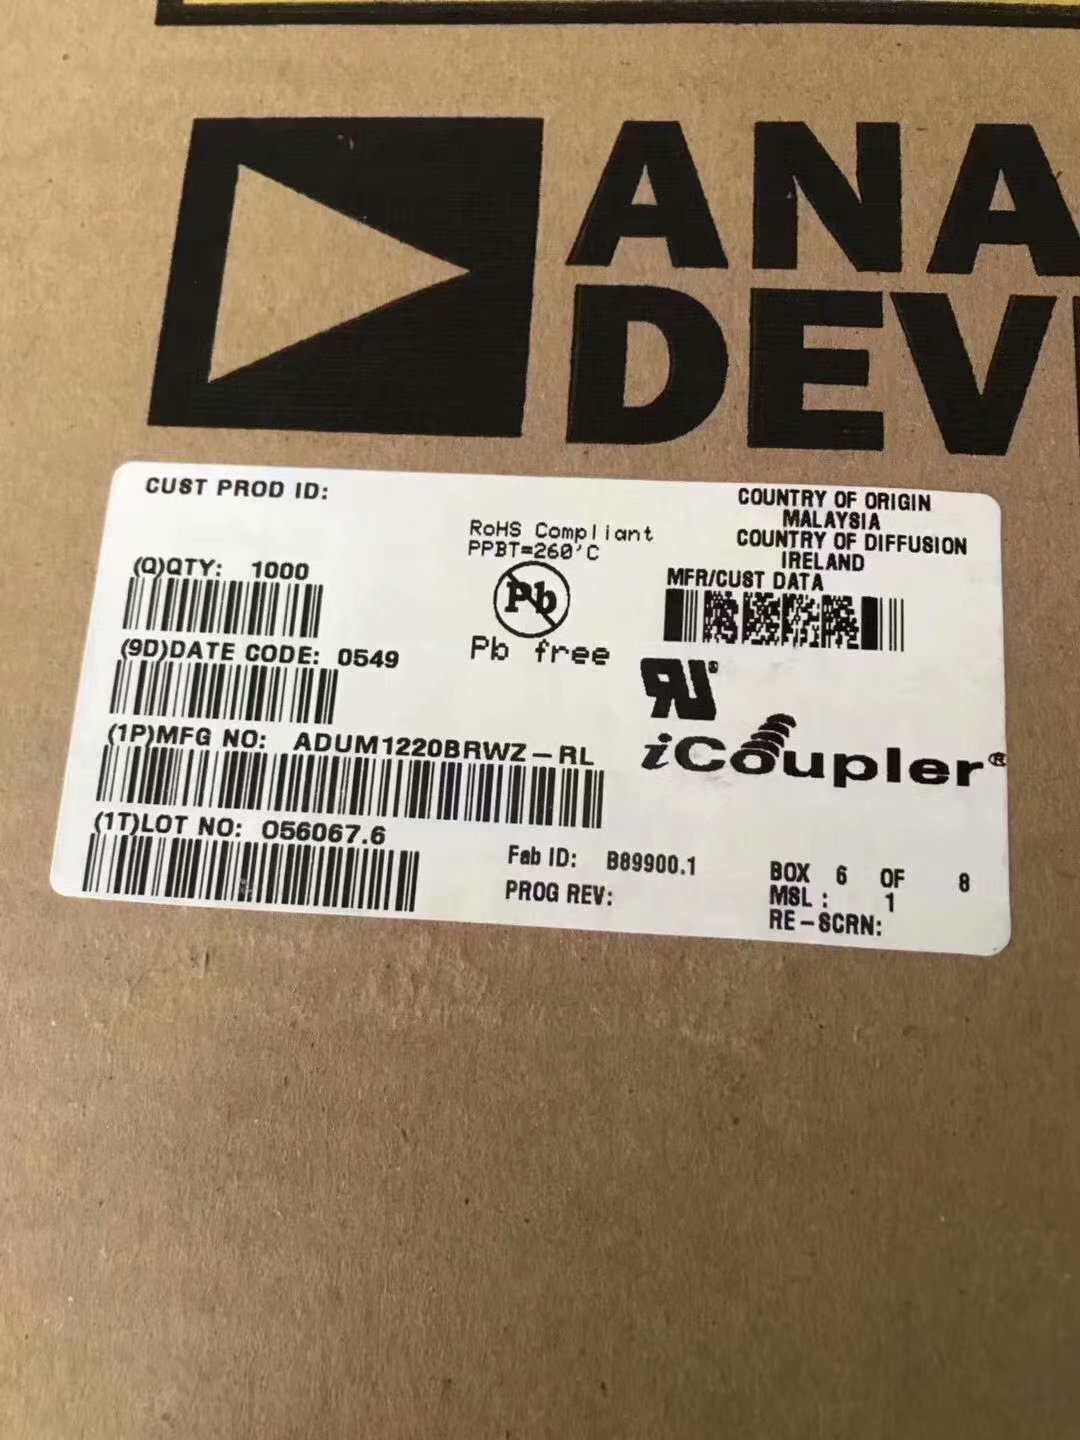 ANA
DEV
CUST PROD ID:
COUNTRY OF ORIGIN
MALAYSIA
COUNTRY OF DIFFUSION
IRELAND
RoHS Compliant
PPBT=260'C
Pb
Pb free
MFR/CUST DATA
(Q)QTY: 1000
(9D)DATE CODE: 0549
(1P)MFG NO: ADUM1220BRWZ-RL
(1T)LOT NO: 056067.6
iCoupler®
Fab ID: B89900.1
PROG REV:
BOX 6 OF 8
MSL: 1
RE-SCRN: